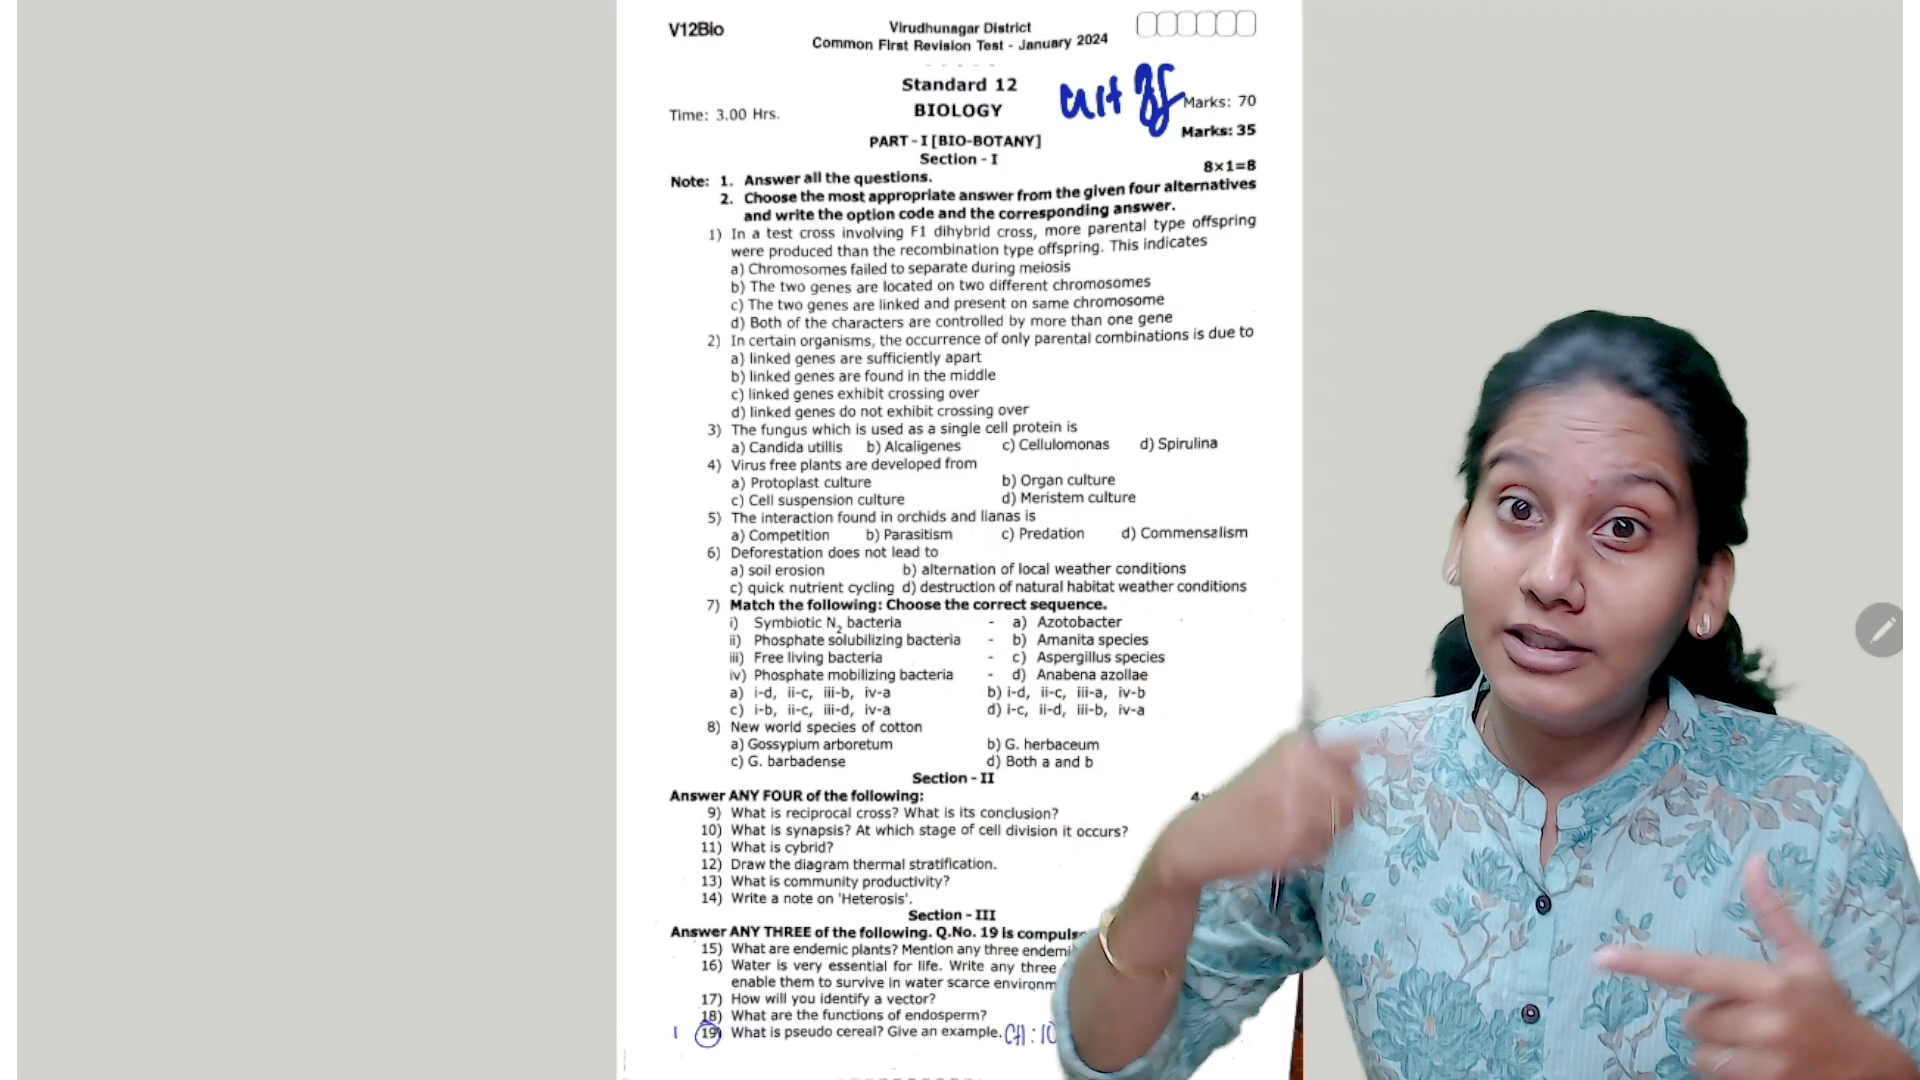 V12Bio
Virudhunagar District
Common First Revision Test - January 2024
Standard 12
Time: 3.00 Hrs.
BIOLOGY
Marks: 70
PART - I [BIO-BOTANY]
Marks: 35
Section - I
8×1=8
Note: 1. Answer all the questions.
2. Choose the most appropriate answer from the given four alternatives
and write the option code and the corresponding answer.
1) In a test cross involving F1 dihybrid cross, more parental type offspring
were produced than the recombination type offspring. This indicates
a) Chromosomes failed to separate during meiosis
b) The two genes are located on two different chromosomes
c) The two genes are linked and present on same chromosome
d) Both of the characters are controlled by more than one gene
2) In certain organisms, the occurrence of only parental combinations is due to
a) linked genes are sufficiently apart
b) linked genes are found in the middle
c) linked genes exhibit crossing over
d) linked genes do not exhibit crossing over
3) The fungus which is used as a single cell protein is
a) Candida utillis b) Alcaligenes c) Cellulomonas d) Spirulina
4) Virus free plants are developed from
a) Protoplast culture b) Organ culture
c) Cell suspension culture d) Meristem culture
5) The interaction found in orchids and lianas is
a) Competition b) Parasitism c) Predation d) Commensalism
6) Deforestation does not lead to
a) soil erosion b) alternation of local weather conditions
c) quick nutrient cycling d) destruction of natural habitat weather conditions
7) Match the following: Choose the correct sequence.
i) Symbiotic N₂ bacteria - a) Azotobacter
ii) Phosphate solubilizing bacteria - b) Amanita species
iii) Free living bacteria - c) Aspergillus species
iv) Phosphate mobilizing bacteria - d) Anabena azollae
a) i-d, ii-c, iii-b, iv-a b) i-d, ii-c, iii-a, iv-b
c) i-b, ii-c, iii-d, iv-a d) i-c, ii-d, iii-b, iv-a
8) New world species of cotton
a) Gossypium arboretum b) G. herbaceum
c) G. barbadense d) Both a and b
Section - II
Answer ANY FOUR of the following:
9) What is reciprocal cross? What is its conclusion?
10) What is synapsis? At which stage of cell division it occurs?
11) What is cybrid?
12) Draw the diagram thermal stratification.
13) What is community productivity?
14) Write a note on 'Heterosis'.
Section - III
Answer ANY THREE of the following. Q.No. 19 is
15) What are endemic plants? Mention any three
16) Water is very essential for life. Write any three
enable them to survive in water scarce
17) How will you identify a vector?
18) What are the functions of endosperm?
1 19) What is pseudo cereal? Give an example. CH : 10